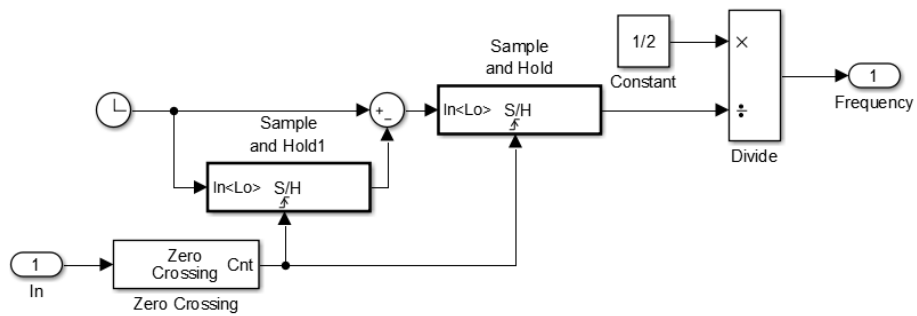 Sample
and Hold
1/2
Constant
×
÷
Divide
1
Frequency
In<Lo> S/H
+
−
Sample
and Hold1
In<Lo> S/H
1
In
Zero
Crossing
Cnt
Zero Crossing